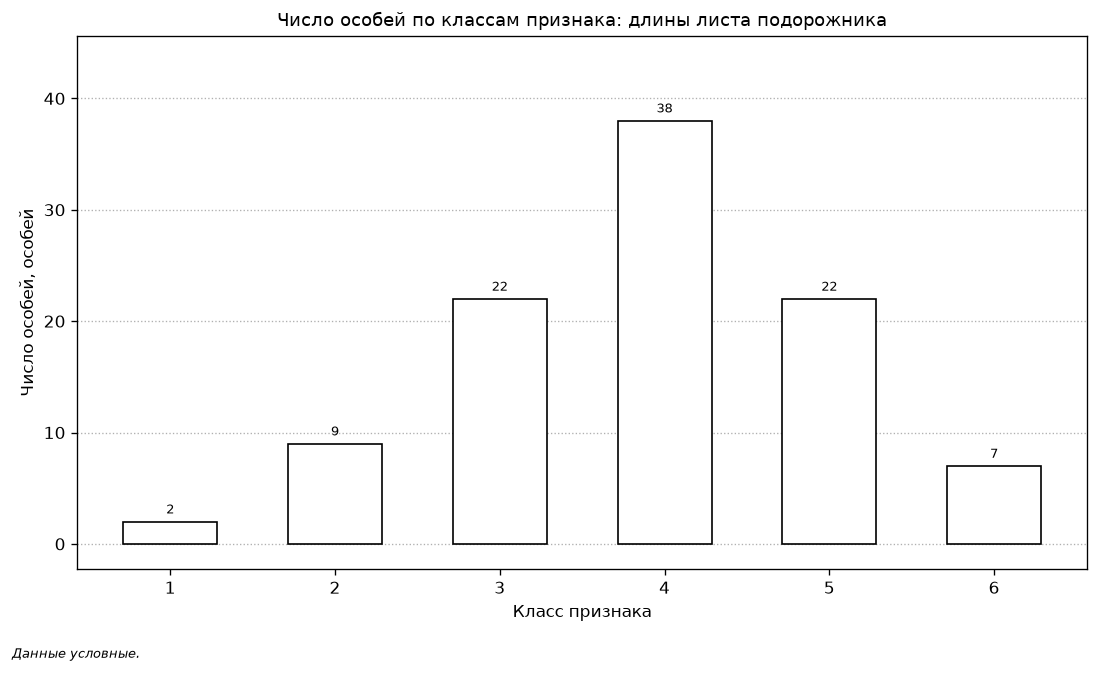 Число особей по классам признака: длины листа подорожника
Число особей, особей
40
30
20
10
0
2
9
22
38
22
7
1 2 3 4 5 6
Класс признака
Данные условные.